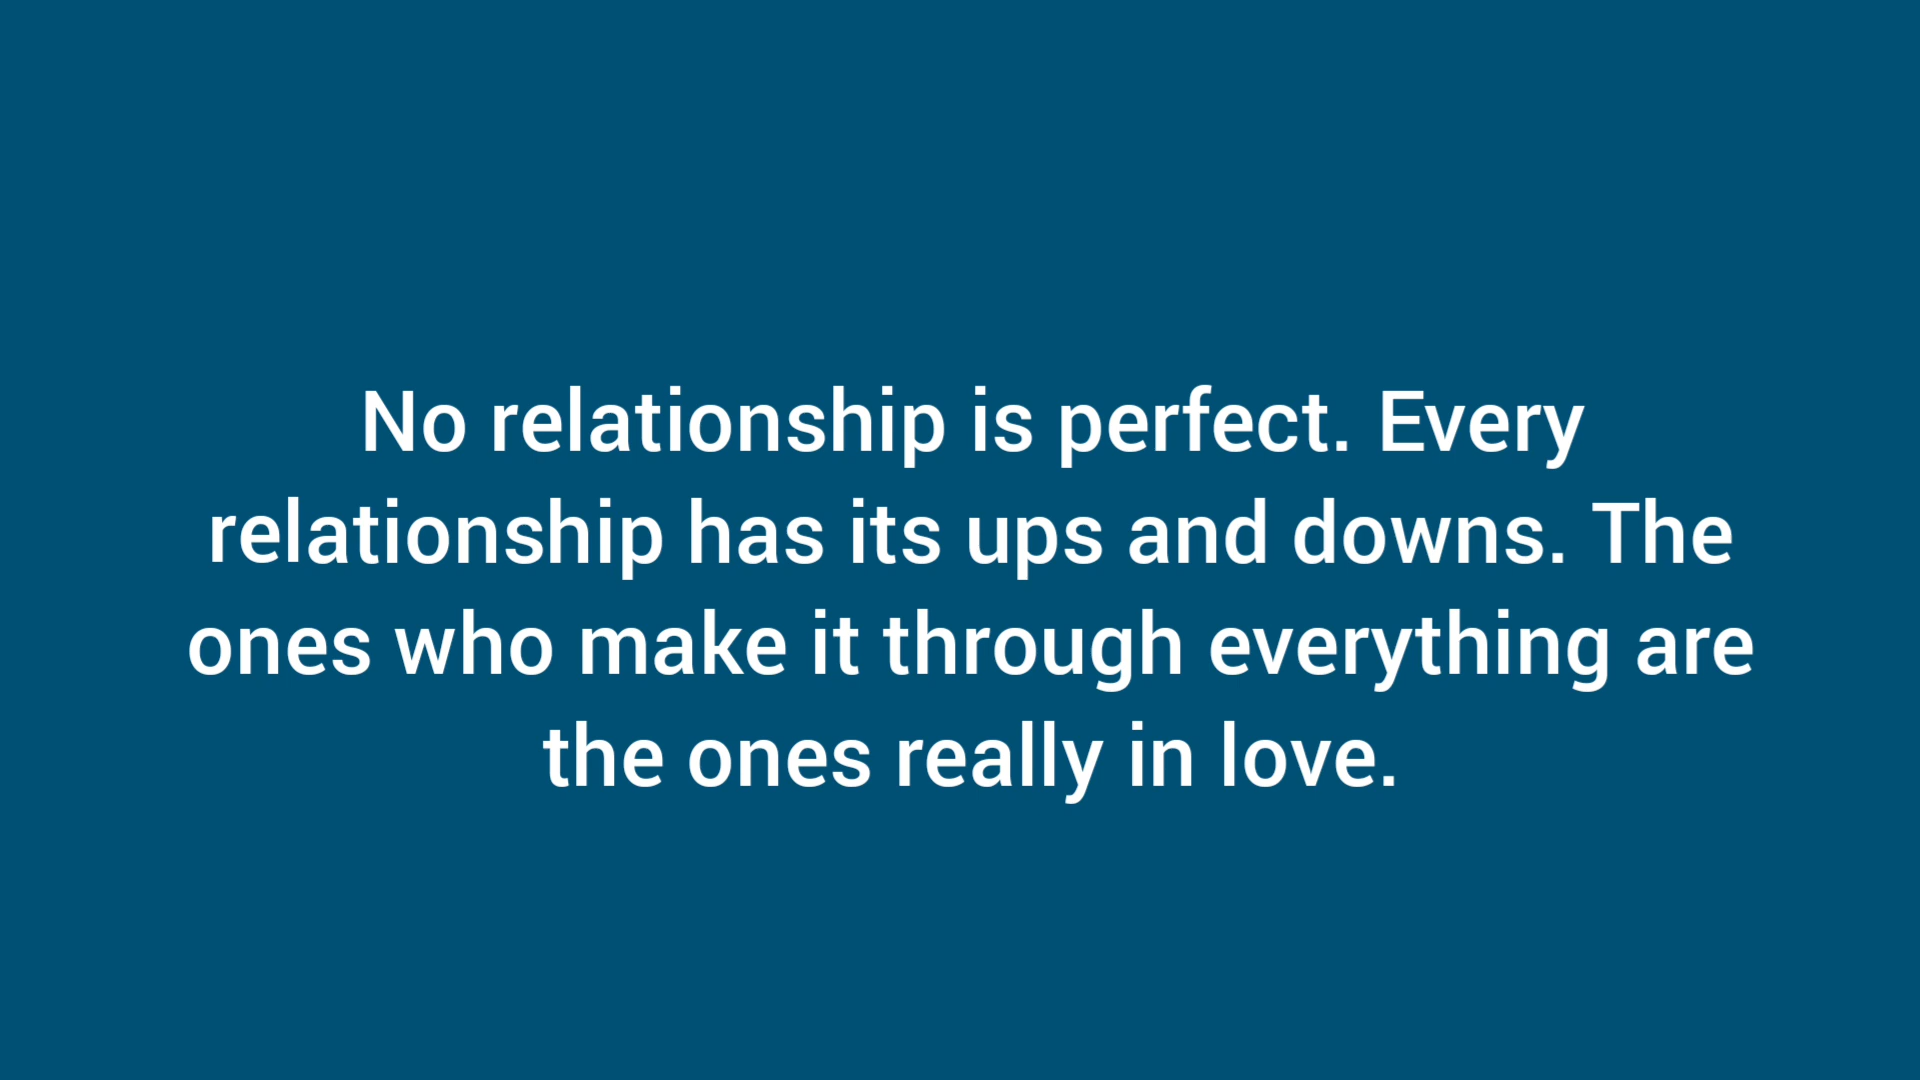 No relationship is perfect. Every
relationship has its ups and downs. The
ones who make it through everything are
the ones really in love.